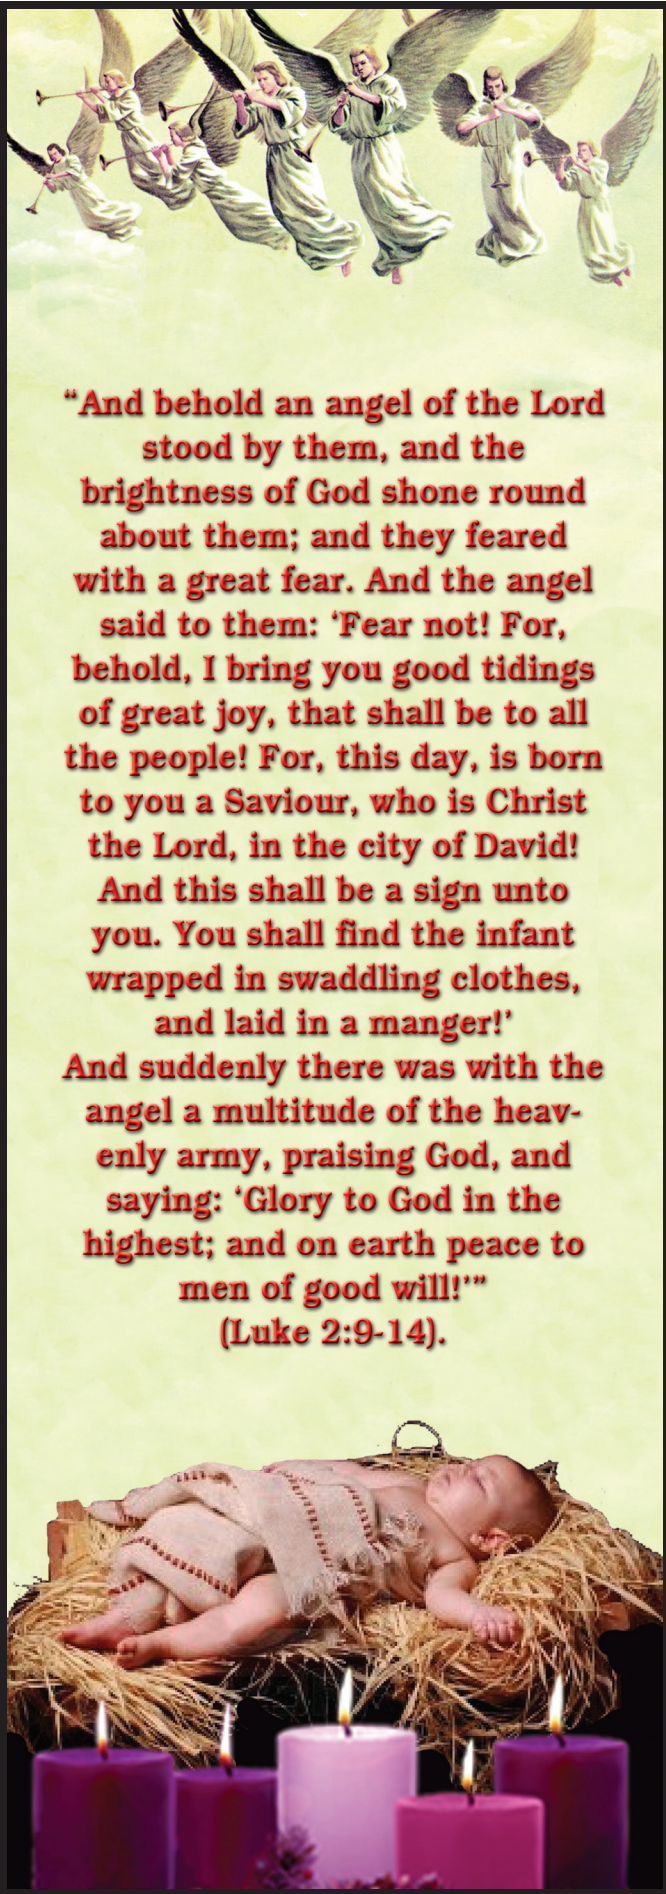 “And behold an angel of the Lord
stood by them, and the
brightness of God shone round
about them; and they feared
with a great fear. And the angel
said to them: ‘Fear not! For,
behold, I bring you good tidings
of great joy, that shall be to all
the people! For, this day, is born
to you a Saviour, who is Christ
the Lord, in the city of David!
And this shall be a sign unto
you. You shall find the infant
wrapped in swaddling clothes,
and laid in a manger!’
And suddenly there was with the
angel a multitude of the heav-
enly army, praising God, and
saying: ‘Glory to God in the
highest; and on earth peace to
men of good will!’”
(Luke 2:9-14).